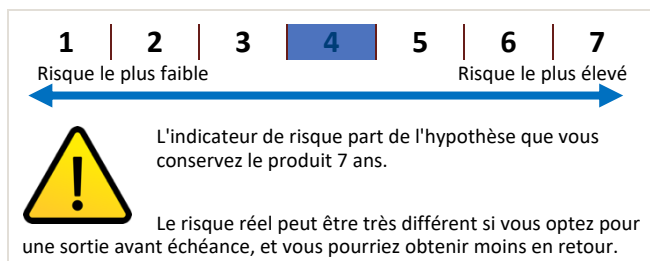 1 2 3 4 5 6 7
Risque le plus faible Risque le plus élevé
L'indicateur de risque part de l'hypothèse que vous
conservez le produit 7 ans.
Le risque réel peut être très différent si vous optez pour
une sortie avant échéance, et vous pourriez obtenir moins en retour.